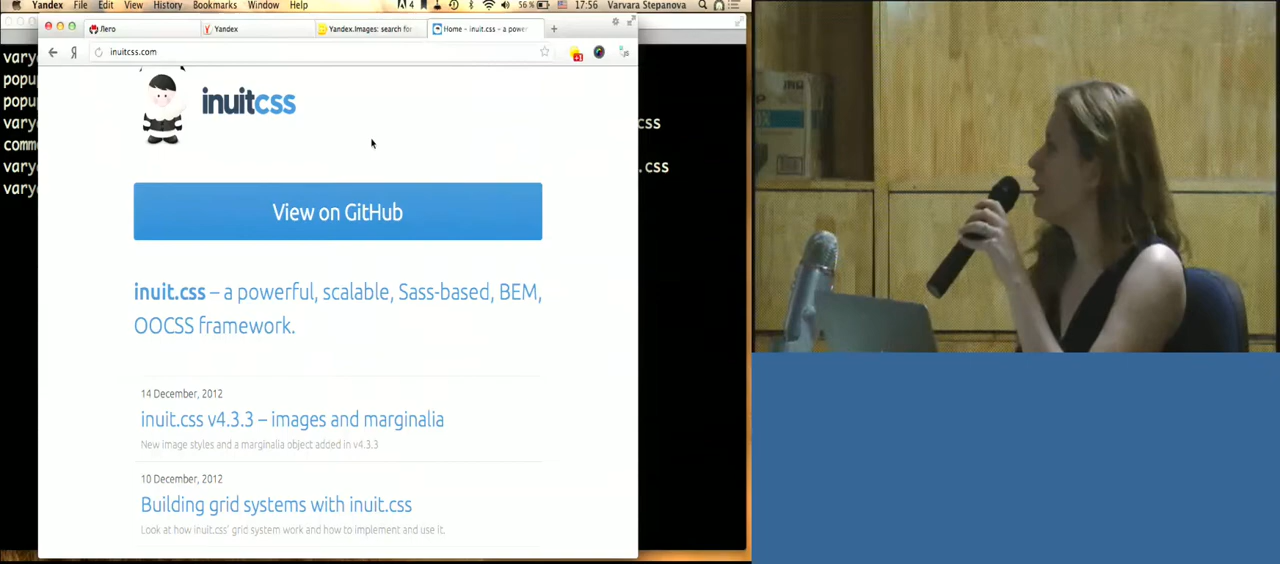 Yandex File Edit View History Bookmarks Window Help
4 56% 17:56 Varvara Stepanova
Лего
Yandex
Yandex.Images: search for
Home - inuit.css – a power
Я inuitcss.com
+1
inuitcss
View on GitHub
inuit.css – a powerful, scalable, Sass-based, BEM,
OOCSS framework.
14 December, 2012
inuit.css v4.3.3 – images and marginalia
New image styles and a marginalia object added in v4.3.3
10 December, 2012
Building grid systems with inuit.css
Look at how inuit.css' grid system work and how to implement and use it.
vary
popu
popu
vary css
comm
vary .css
vary